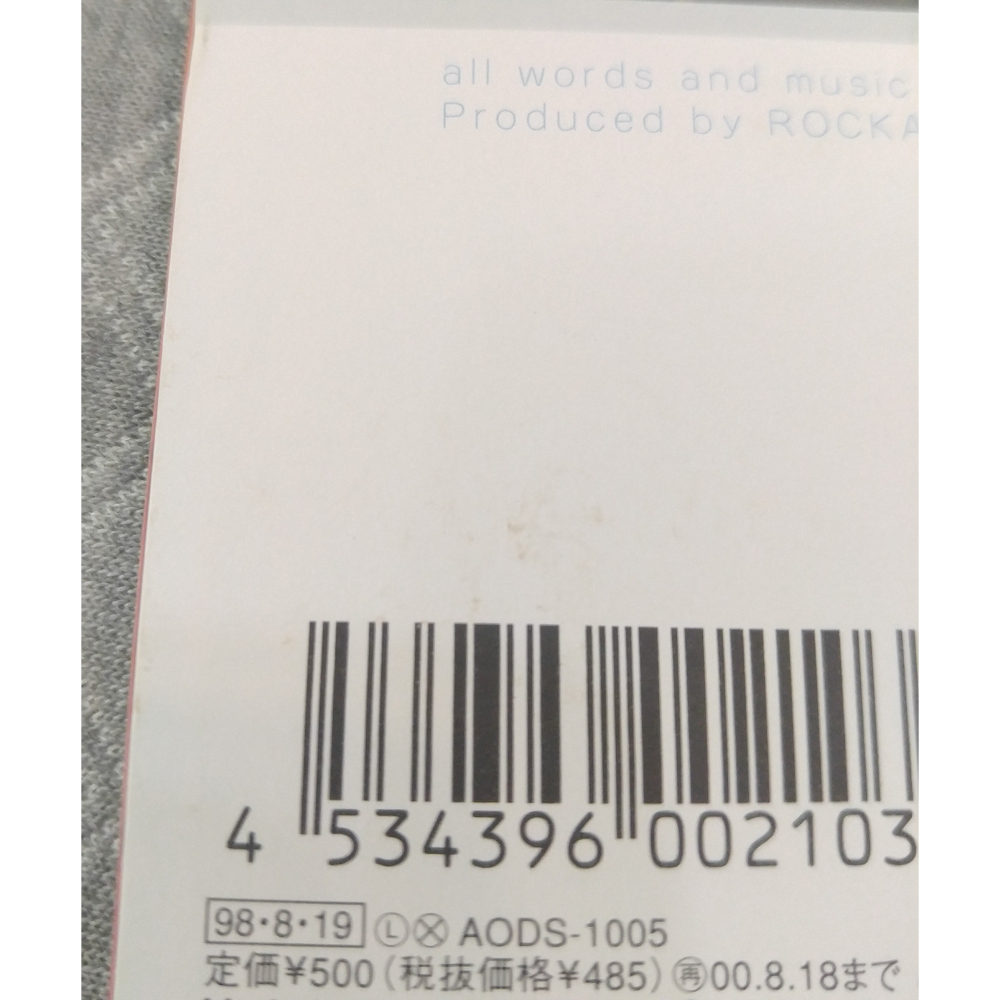 all words and music
Produced by ROCKA
4 534396 002103
98・8・19 Ⓛ Ⓧ AODS-1005
定価¥500（税抜価格¥485）㊢00.8.18まで